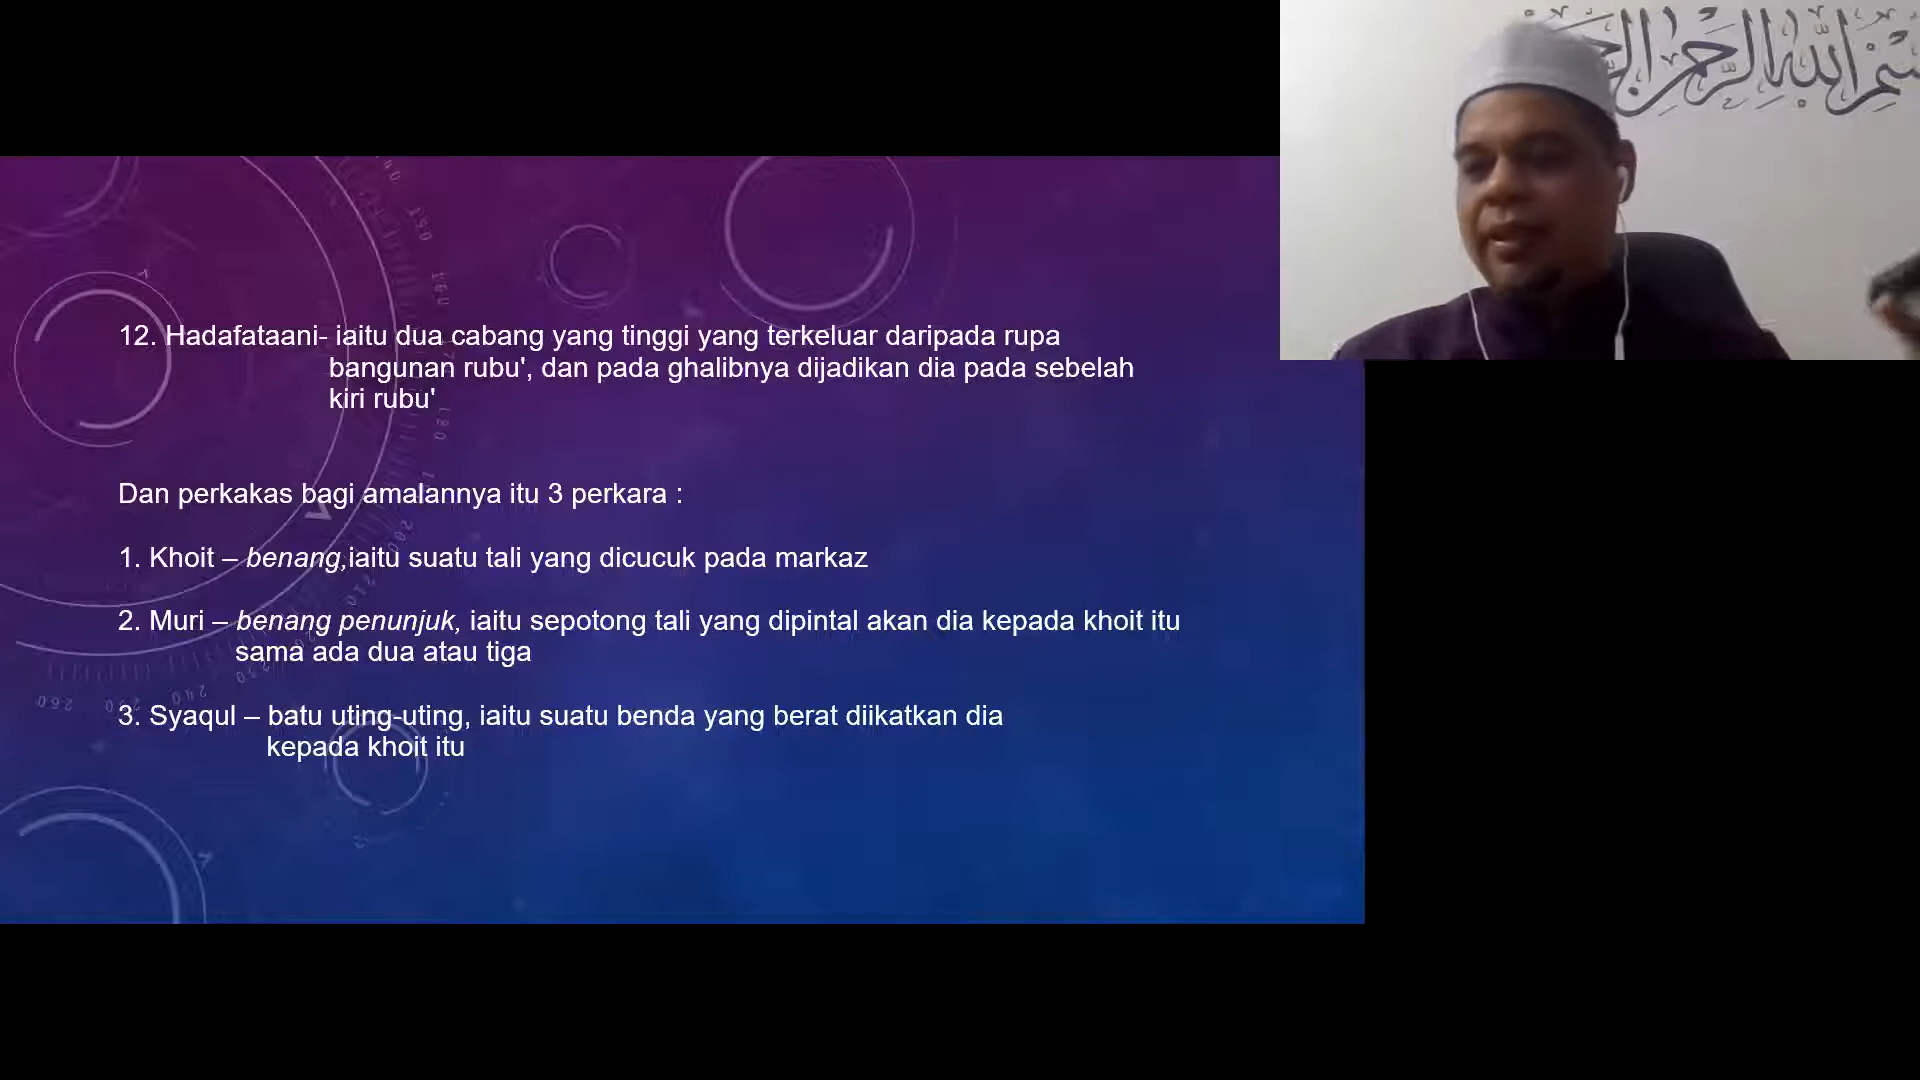 بسم الله الرحمن
12. Hadafataani- iaitu dua cabang yang tinggi yang terkeluar daripada rupa
bangunan rubu', dan pada ghalibnya dijadikan dia pada sebelah
kiri rubu'
Dan perkakas bagi amalannya itu 3 perkara :
1. Khoit – benang,iaitu suatu tali yang dicucuk pada markaz
2. Muri – benang penunjuk, iaitu sepotong tali yang dipintal akan dia kepada khoit itu
sama ada dua atau tiga
3. Syaqul – batu uting-uting, iaitu suatu benda yang berat diikatkan dia
kepada khoit itu